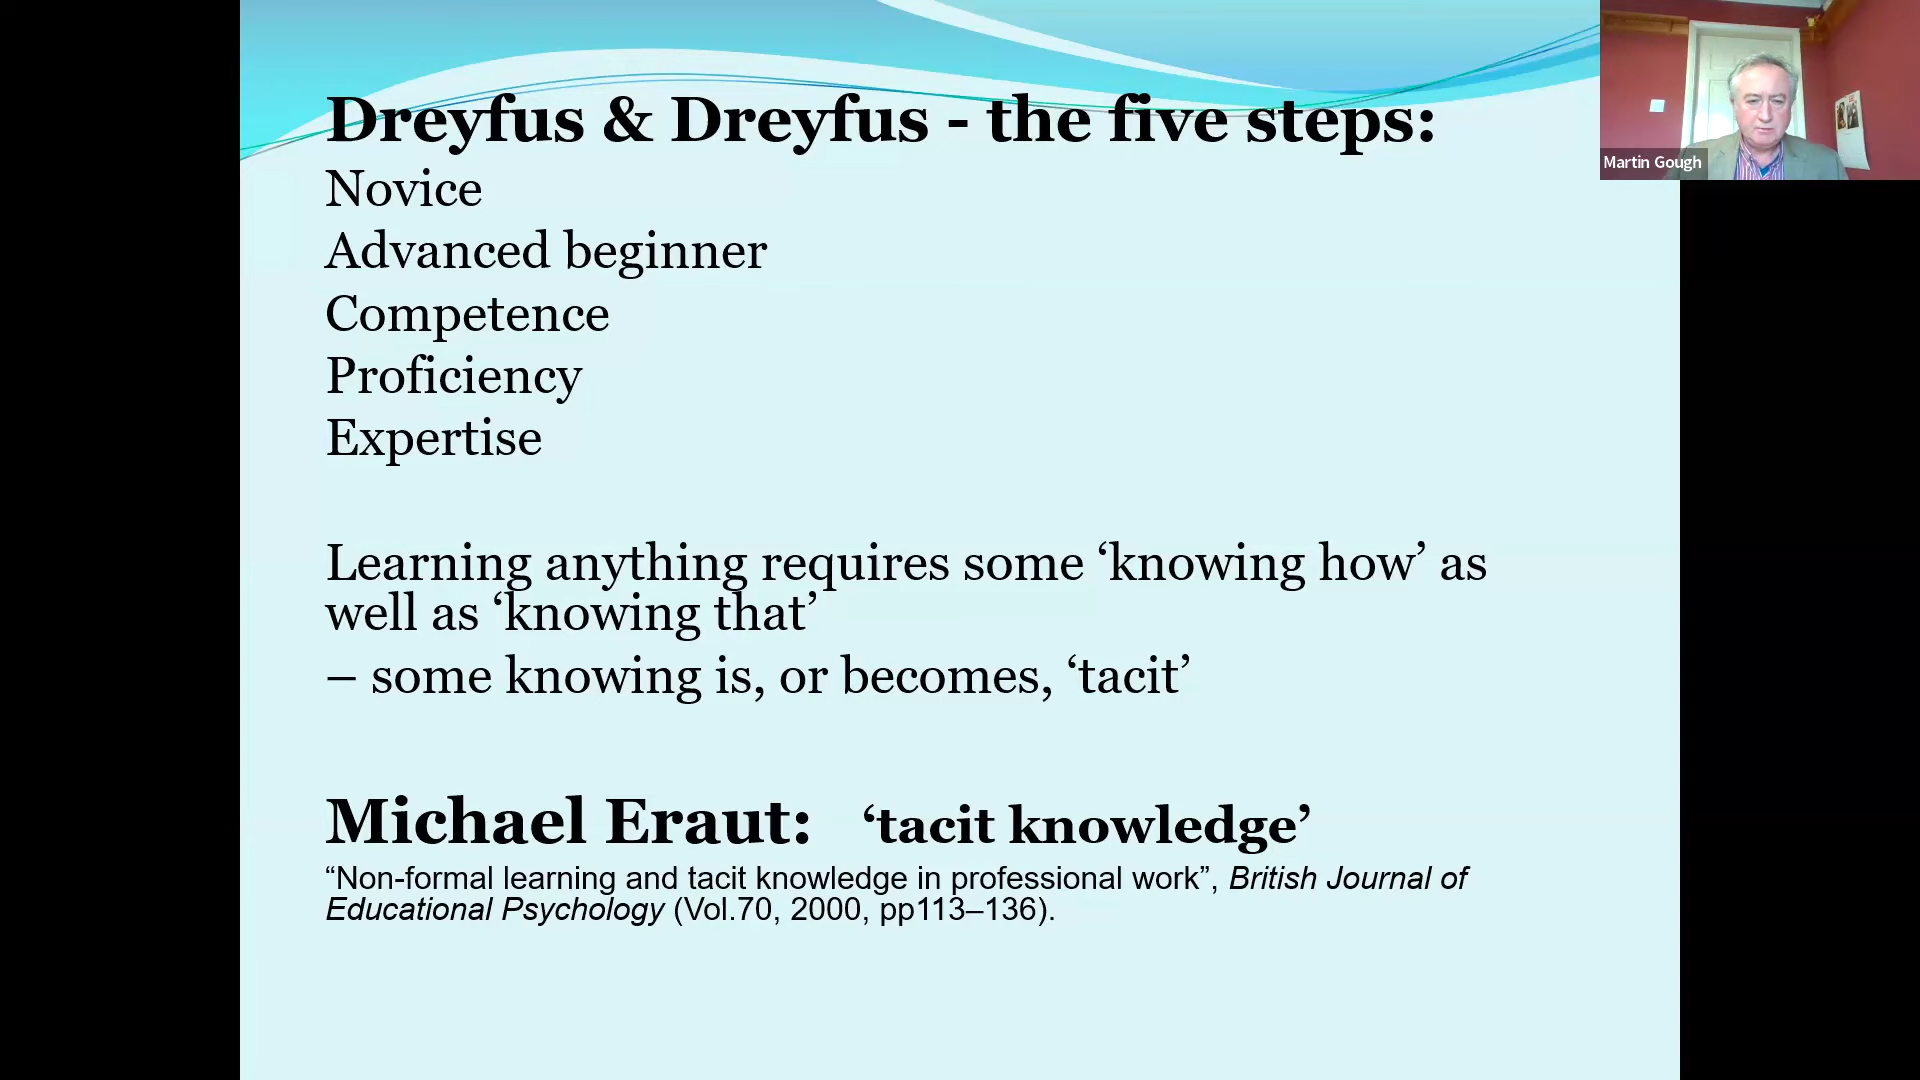 Dreyfus & Dreyfus - the five steps:
Novice
Advanced beginner
Competence
Proficiency
Expertise
Learning anything requires some ‘knowing how’ as
well as ‘knowing that’
– some knowing is, or becomes, ‘tacit’
Michael Eraut: ‘tacit knowledge’
“Non-formal learning and tacit knowledge in professional work”, British Journal of
Educational Psychology (Vol.70, 2000, pp113–136).
Martin Gough